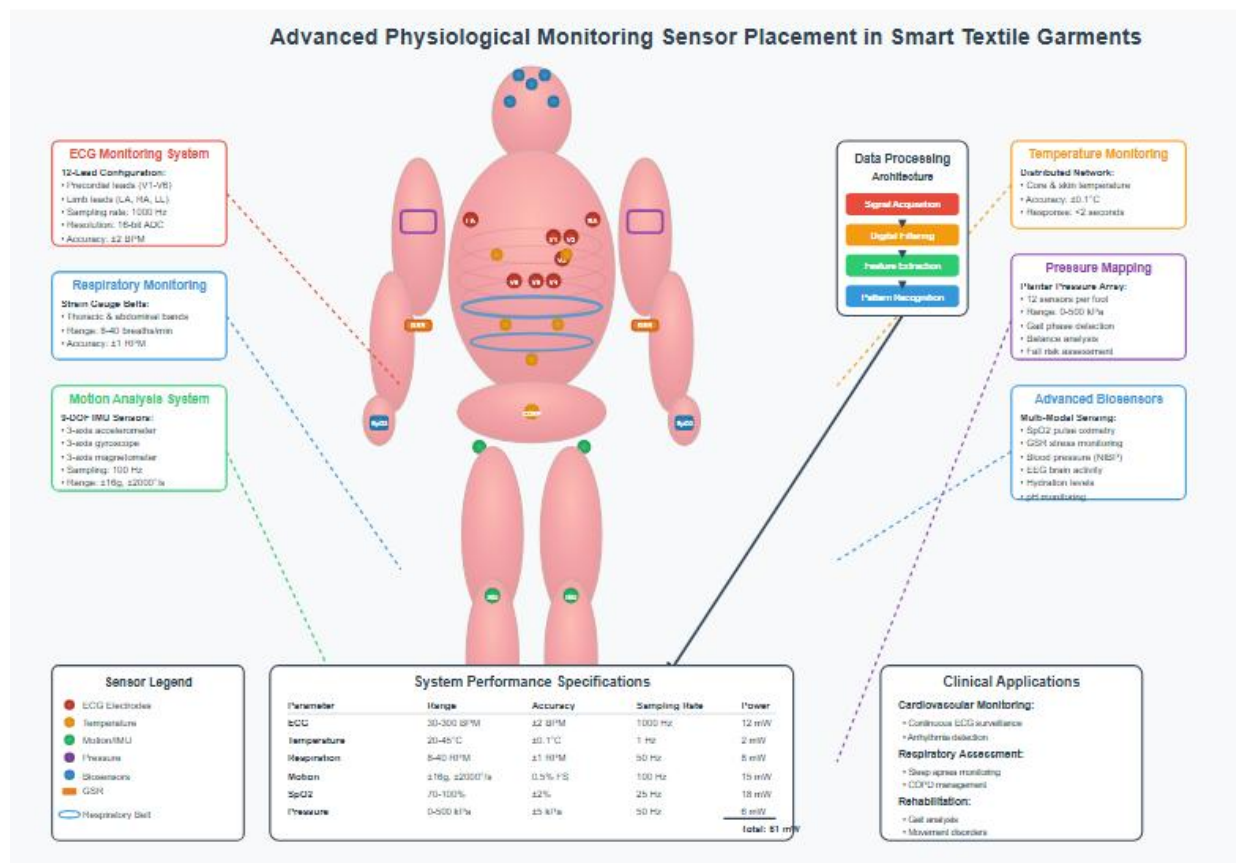 Advanced Physiological Monitoring Sensor Placement in Smart Textile Garments
ECG Monitoring System
12-Lead Configuration:
• Precordial leads (V1-V6)
• Limb leads (LA, RA, LL)
• Sampling rate: 1000 Hz
• Resolution: 16-bit ADC
• Accuracy: ±2 BPM
Respiratory Monitoring
Strain Gauge Belts:
• Thoracic & abdominal bands
• Range: 8-40 breaths/min
• Accuracy: ±1 RPM
Motion Analysis System
9-DOF IMU Sensors:
• 3-axis accelerometer
• 3-axis gyroscope
• 3-axis magnetometer
• Sampling: 100 Hz
• Range: ±16g, ±2000°/s
LA
RA
V1 V2
V6 V5 V4
GSR
GSR
SpO2
SpO2
CORE
IMU
IMU
Data Processing
Architecture
Signal Acquisition
Digital Filtering
Feature Extraction
Pattern Recognition
Temperature Monitoring
Distributed Network:
• Core & skin temperature
• Accuracy: ±0.1°C
• Response: <2 seconds
Pressure Mapping
Plantar Pressure Array:
• 12 sensors per foot
• Range: 0-500 kPa
• Gait phase detection
• Balance analysis
• Fall risk assessment
Advanced Biosensors
Multi-Modal Sensing:
• SpO2 pulse oximetry
• GSR stress monitoring
• Blood pressure (NIBP)
• EEG brain activity
• Hydration levels
• pH monitoring
Sensor Legend
ECG Electrodes
Temperature
Motion/IMU
Pressure
Biosensors
GSR
Respiratory Belt
System Performance Specifications
Parameter Range Accuracy Sampling Rate Power
ECG 30-300 BPM ±2 BPM 1000 Hz 12 mW
Temperature 20-45°C ±0.1°C 1 Hz 2 mW
Respiration 8-40 RPM ±1 RPM 50 Hz 8 mW
Motion ±16g, ±2000°/s 0.5% FS 100 Hz 15 mW
SpO2 70-100% ±2% 25 Hz 18 mW
Pressure 0-500 kPa ±5 kPa 50 Hz 6 mW
Total: 61 mW
Clinical Applications
Cardiovascular Monitoring:
• Continuous ECG surveillance
• Arrhythmia detection
Respiratory Assessment:
• Sleep apnea monitoring
• COPD management
Rehabilitation:
• Gait analysis
• Movement disorders